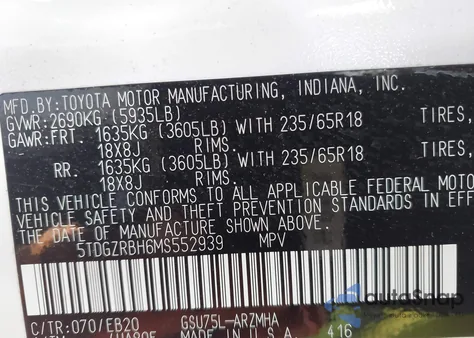 MFD.BY:TOYOTA MOTOR MANUFACTURING, INDIANA, INC.
GVWR:2690KG (5935LB)
GAWR:FRT. 1635KG (3605LB) WITH 235/65R18 TIRES,
18X8J RIMS.
RR. 1635KG (3605LB) WITH 235/65R18 TIRES,
18X8J RIMS.
THIS VEHICLE CONFORMS TO ALL APPLICABLE FEDERAL MOTO
VEHICLE SAFETY AND THEFT PREVENTION STANDARDS IN EFF
THE DATE OF MANUFACTURE SHOWN ABOVE.
5TDGZRBH6MS552939 MPV
C/TR:070/EB20 GSU75L-ARZMHA
MADE IN U.S.A. 416
autoSnap